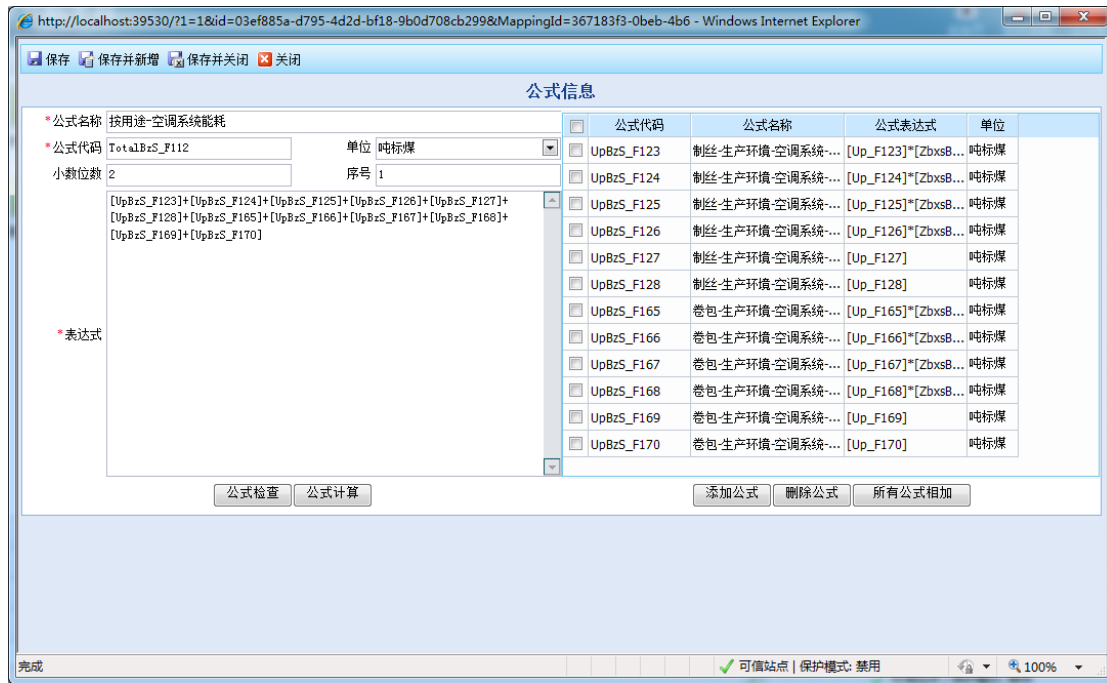 http://localhost:39530/?1=1&id=03ef885a-d795-4d2d-bf18-9b0d708cb299&MappingId=367183f3-0beb-4b6 - Windows Internet Explorer
保存 保存并新增 保存并关闭 关闭
公式信息
*公式名称 按用途-空调系统能耗
*公式代码 TotalBzS_F112 单位 吨标煤
小数位数 2 序号 1
*表达式
[UpBzS_F123]+[UpBzS_F124]+[UpBzS_F125]+[UpBzS_F126]+[UpBzS_F127]+
[UpBzS_F128]+[UpBzS_F165]+[UpBzS_F166]+[UpBzS_F167]+[UpBzS_F168]+
[UpBzS_F169]+[UpBzS_F170]
公式检查 公式计算
公式代码 公式名称 公式表达式 单位
UpBzS_F123 制丝-生产环境-空调系统-... [Up_F123]*[ZbxsB... 吨标煤
UpBzS_F124 制丝-生产环境-空调系统-... [Up_F124]*[ZbxsB... 吨标煤
UpBzS_F125 制丝-生产环境-空调系统-... [Up_F125]*[ZbxsB... 吨标煤
UpBzS_F126 制丝-生产环境-空调系统-... [Up_F126]*[ZbxsB... 吨标煤
UpBzS_F127 制丝-生产环境-空调系统-... [Up_F127] 吨标煤
UpBzS_F128 制丝-生产环境-空调系统-... [Up_F128] 吨标煤
UpBzS_F165 卷包-生产环境-空调系统-... [Up_F165]*[ZbxsB... 吨标煤
UpBzS_F166 卷包-生产环境-空调系统-... [Up_F166]*[ZbxsB... 吨标煤
UpBzS_F167 卷包-生产环境-空调系统-... [Up_F167]*[ZbxsB... 吨标煤
UpBzS_F168 卷包-生产环境-空调系统-... [Up_F168]*[ZbxsB... 吨标煤
UpBzS_F169 卷包-生产环境-空调系统-... [Up_F169] 吨标煤
UpBzS_F170 卷包-生产环境-空调系统-... [Up_F170] 吨标煤
添加公式 删除公式 所有公式相加
完成 可信站点 | 保护模式: 禁用 100%